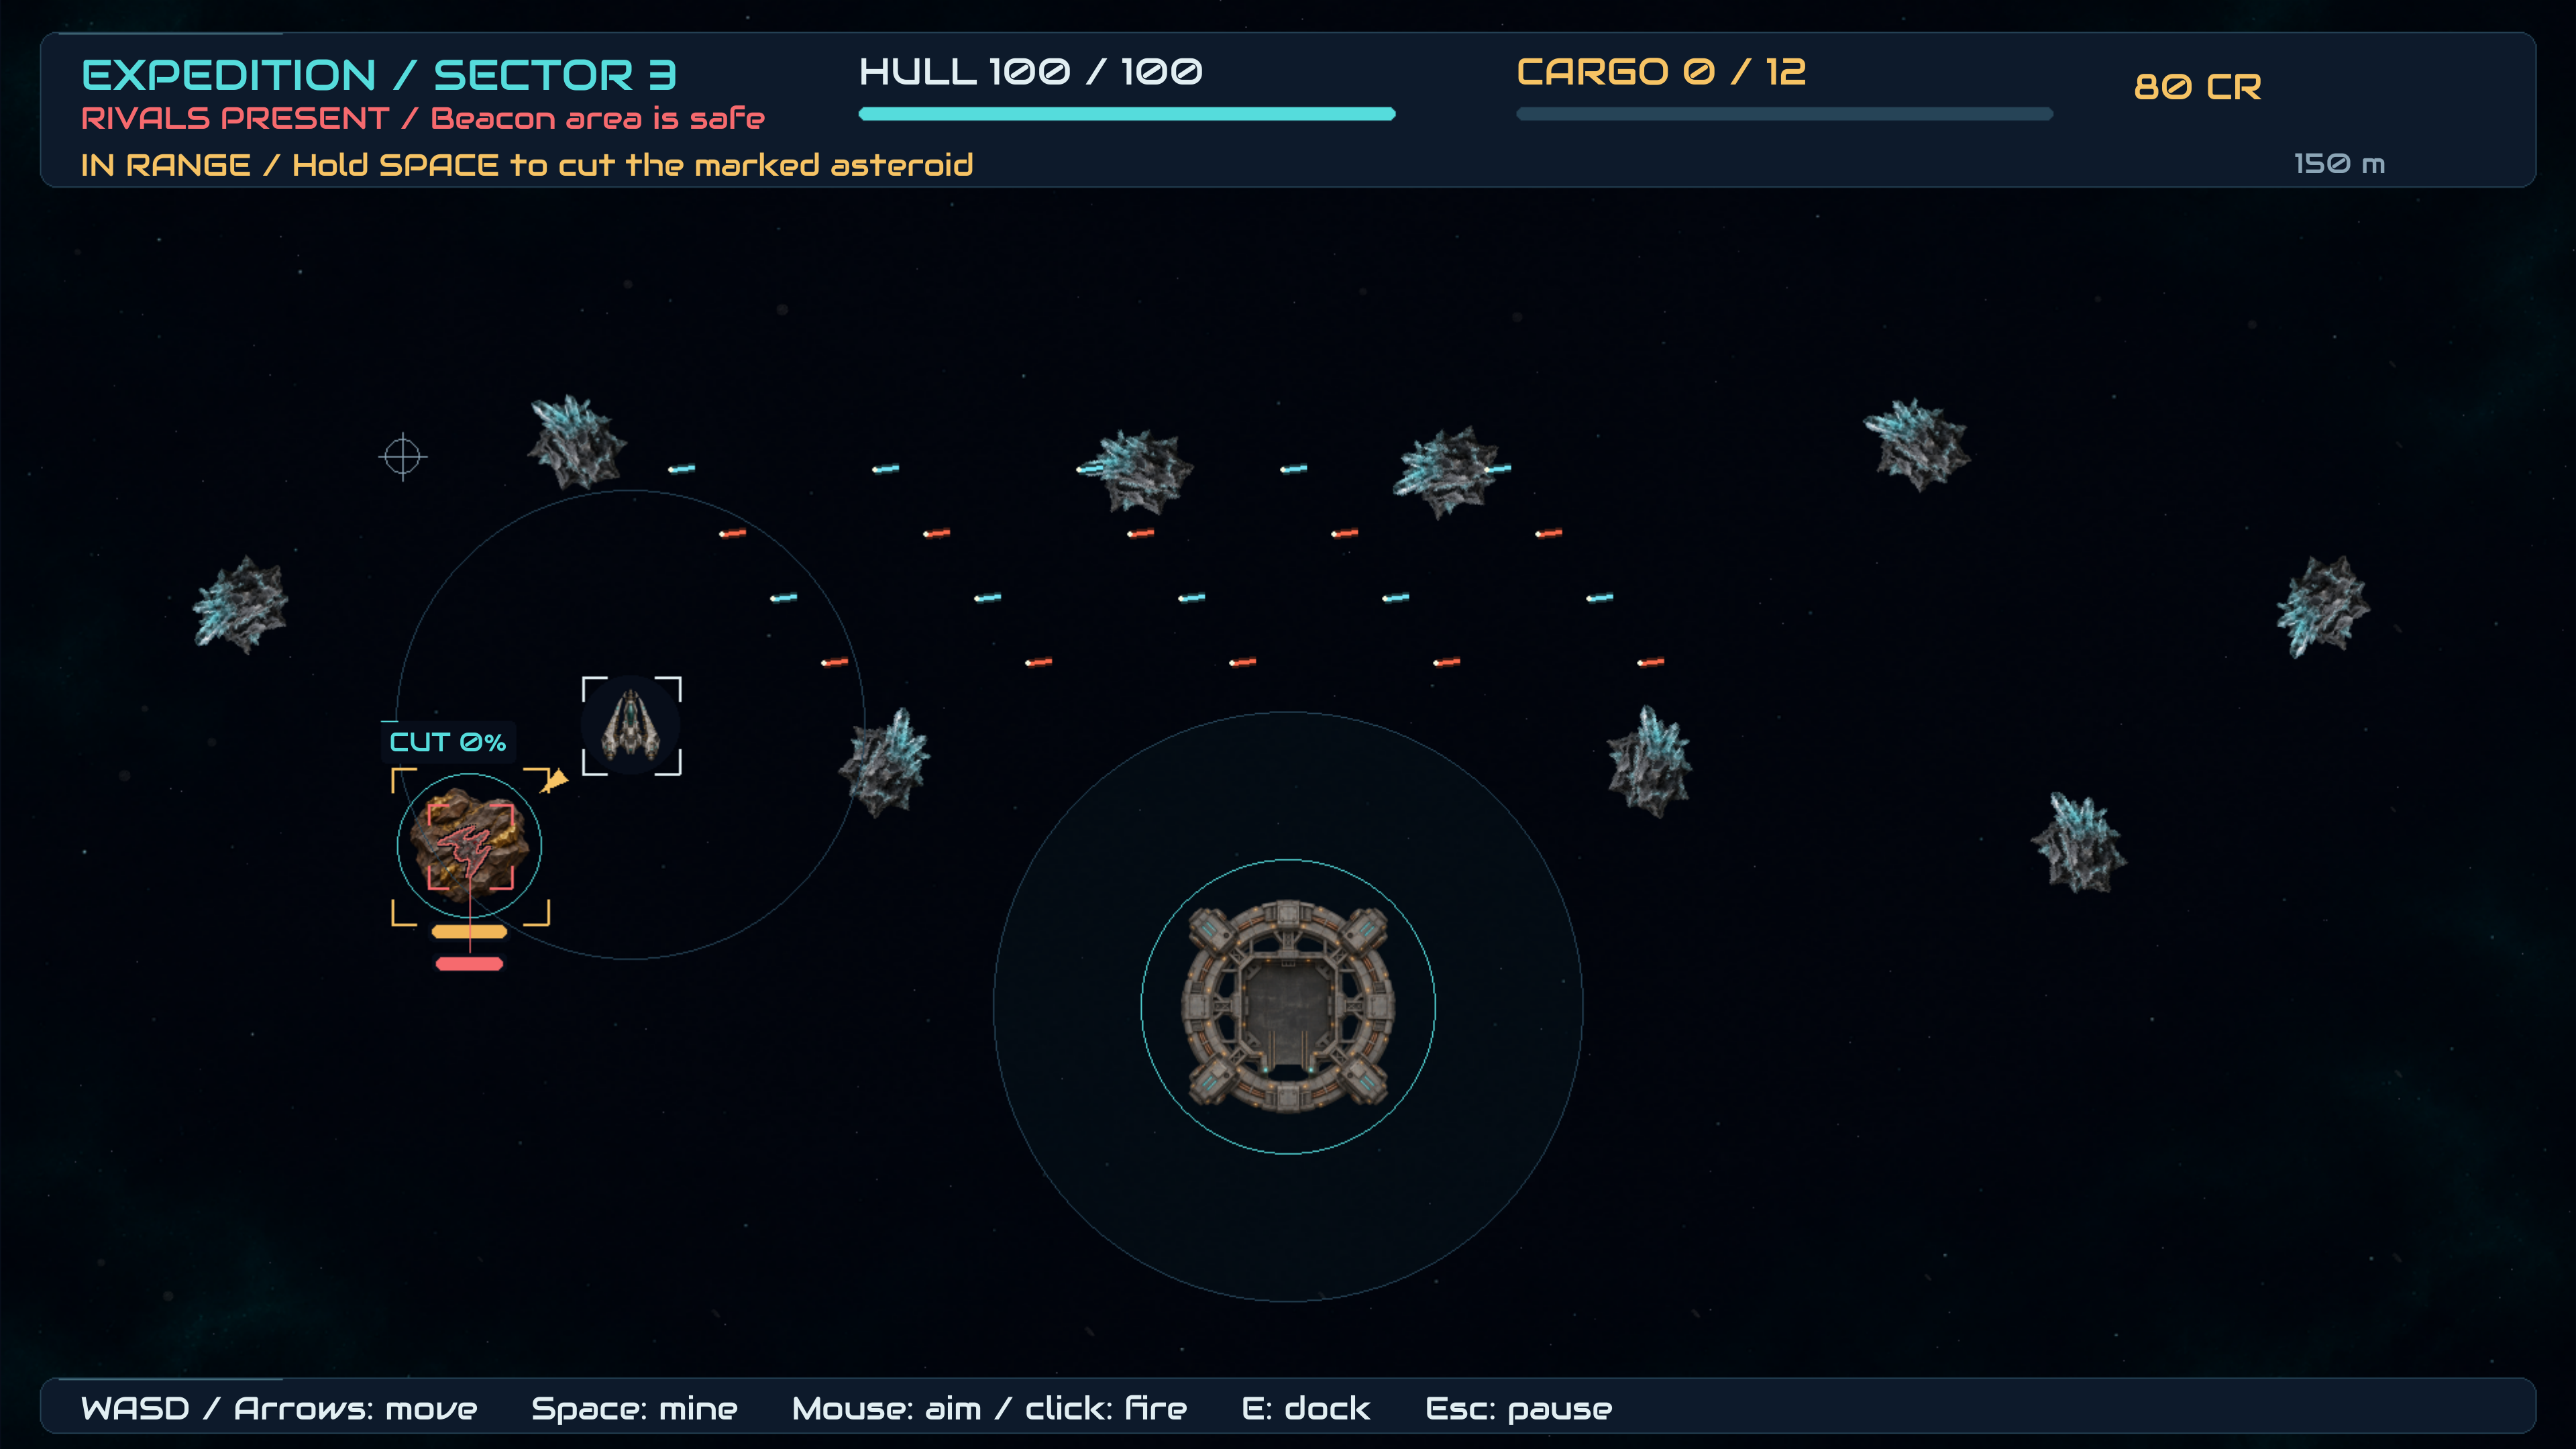 EXPEDITION / SECTOR 3
RIVALS PRESENT / Beacon area is safe
IN RANGE / Hold SPACE to cut the marked asteroid
HULL 100 / 100
CARGO 0 / 12
80 CR
150 m
CUT 0%
WASD / Arrows: move Space: mine Mouse: aim / click: fire E: dock Esc: pause